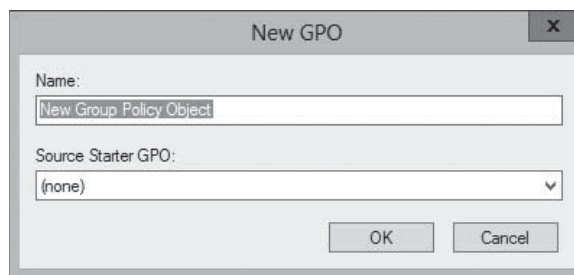 New GPO
x
Name:
New Group Policy Object
Source Starter GPO:
(none)
OK
Cancel